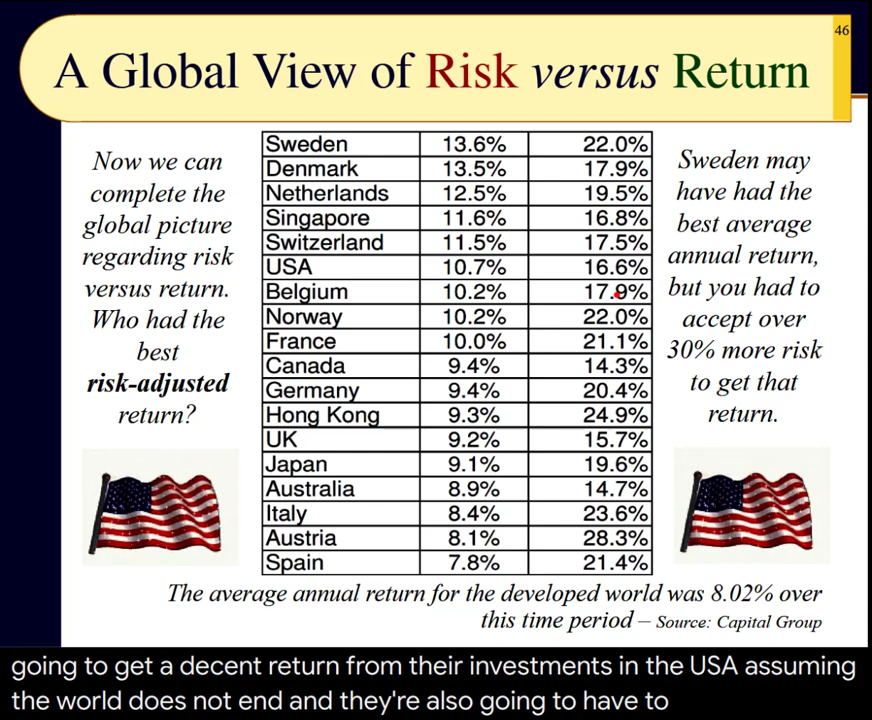 46
A Global View of Risk versus Return
Now we can
complete the
global picture
regarding risk
versus return.
Who had the
best
risk-adjusted
return?
Sweden 13.6% 22.0%
Denmark 13.5% 17.9%
Netherlands 12.5% 19.5%
Singapore 11.6% 16.8%
Switzerland 11.5% 17.5%
USA 10.7% 16.6%
Belgium 10.2% 17.9%
Norway 10.2% 22.0%
France 10.0% 21.1%
Canada 9.4% 14.3%
Germany 9.4% 20.4%
Hong Kong 9.3% 24.9%
UK 9.2% 15.7%
Japan 9.1% 19.6%
Australia 8.9% 14.7%
Italy 8.4% 23.6%
Austria 8.1% 28.3%
Spain 7.8% 21.4%
Sweden may
have had the
best average
annual return,
but you had to
accept over
30% more risk
to get that
return.
The average annual return for the developed world was 8.02% over
this time period – Source: Capital Group
going to get a decent return from their investments in the USA assuming
the world does not end and they're also going to have to